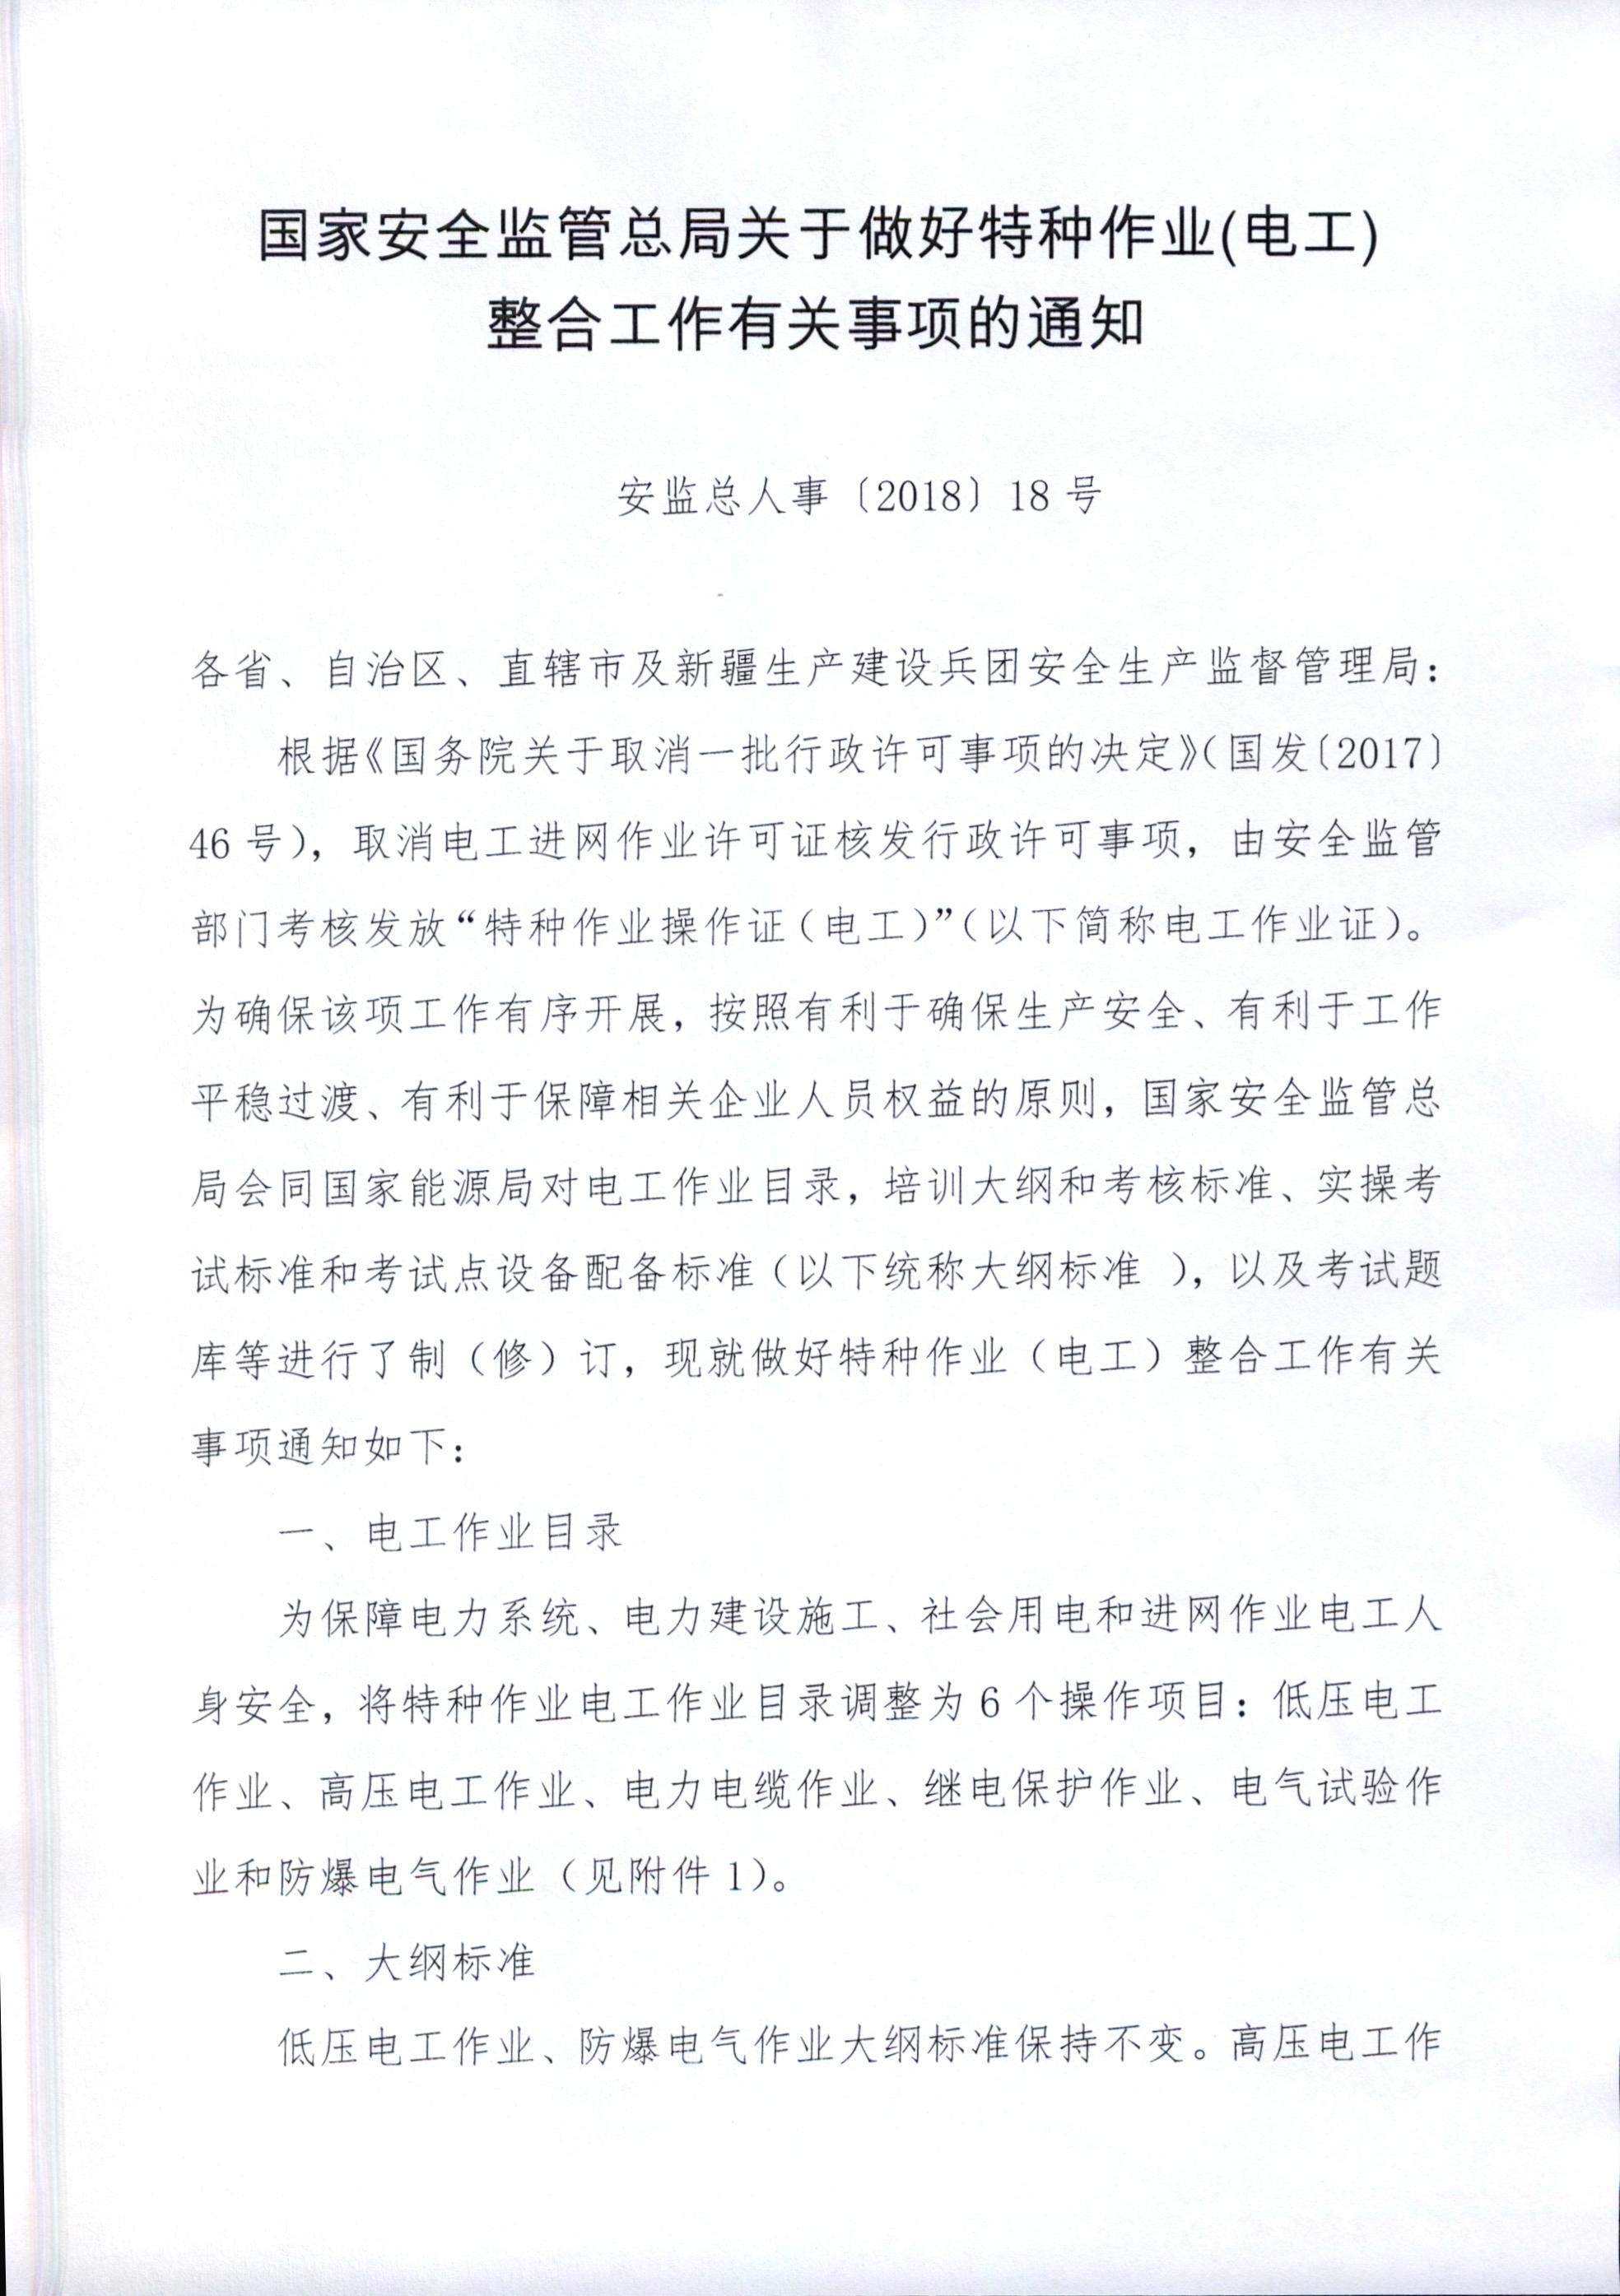 国家安全监管总局关于做好特种作业(电工)
整合工作有关事项的通知
安监总人事〔2018〕18 号
各省、自治区、直辖市及新疆生产建设兵团安全生产监督管理局：
根据《国务院关于取消一批行政许可事项的决定》（国发〔2017〕
46 号），取消电工进网作业许可证核发行政许可事项，由安全监管
部门考核发放“特种作业操作证（电工）”（以下简称电工作业证）。
为确保该项工作有序开展，按照有利于确保生产安全、有利于工作
平稳过渡、有利于保障相关企业人员权益的原则，国家安全监管总
局会同国家能源局对电工作业目录，培训大纲和考核标准、实操考
试标准和考试点设备配备标准（以下统称大纲标准 ），以及考试题
库等进行了制（修）订，现就做好特种作业（电工）整合工作有关
事项通知如下：
一、电工作业目录
为保障电力系统、电力建设施工、社会用电和进网作业电工人
身安全，将特种作业电工作业目录调整为 6 个操作项目：低压电工
作业、高压电工作业、电力电缆作业、继电保护作业、电气试验作
业和防爆电气作业（见附件 1）。
二、大纲标准
低压电工作业、防爆电气作业大纲标准保持不变。高压电工作